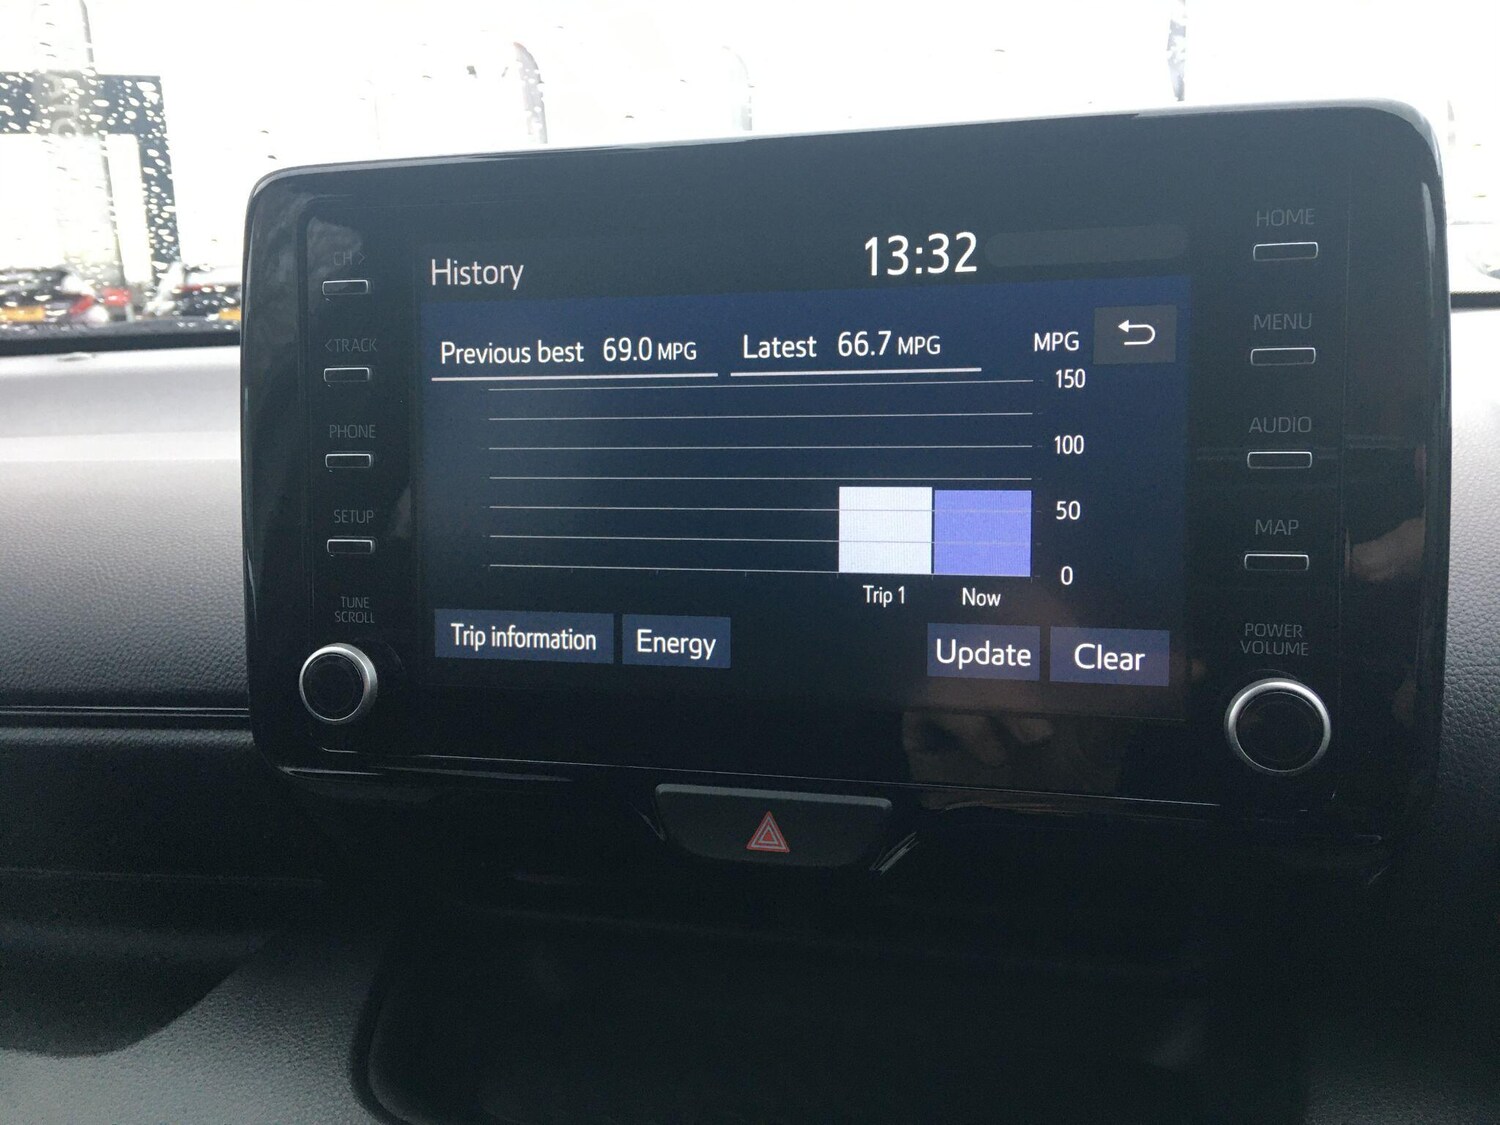 History
13:32
Previous best 69.0 MPG
Latest 66.7 MPG
MPG
150
100
50
0
Trip 1
Now
Trip information
Energy
Update
Clear
CH>
<TRACK
PHONE
SETUP
TUNE
SCROLL
HOME
MENU
AUDIO
MAP
POWER
VOLUME